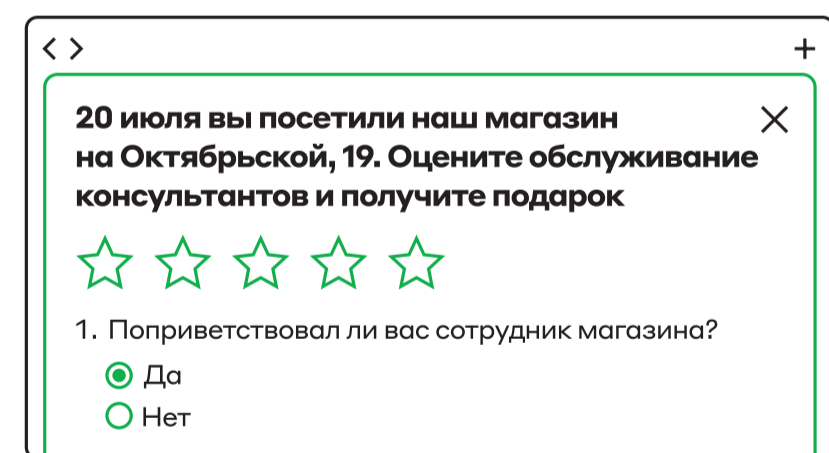 20 июля вы посетили наш магазин
на Октябрьской, 19. Оцените обслуживание
консультантов и получите подарок
1. Поприветствовал ли вас сотрудник магазина?
Да
Нет